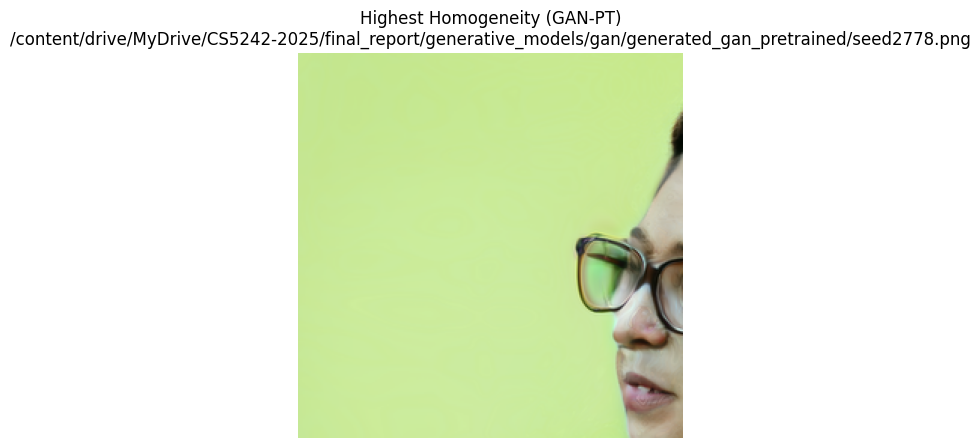 Highest Homogeneity (GAN-PT)
/content/drive/MyDrive/CS5242-2025/final_report/generative_models/gan/generated_gan_pretrained/seed2778.png